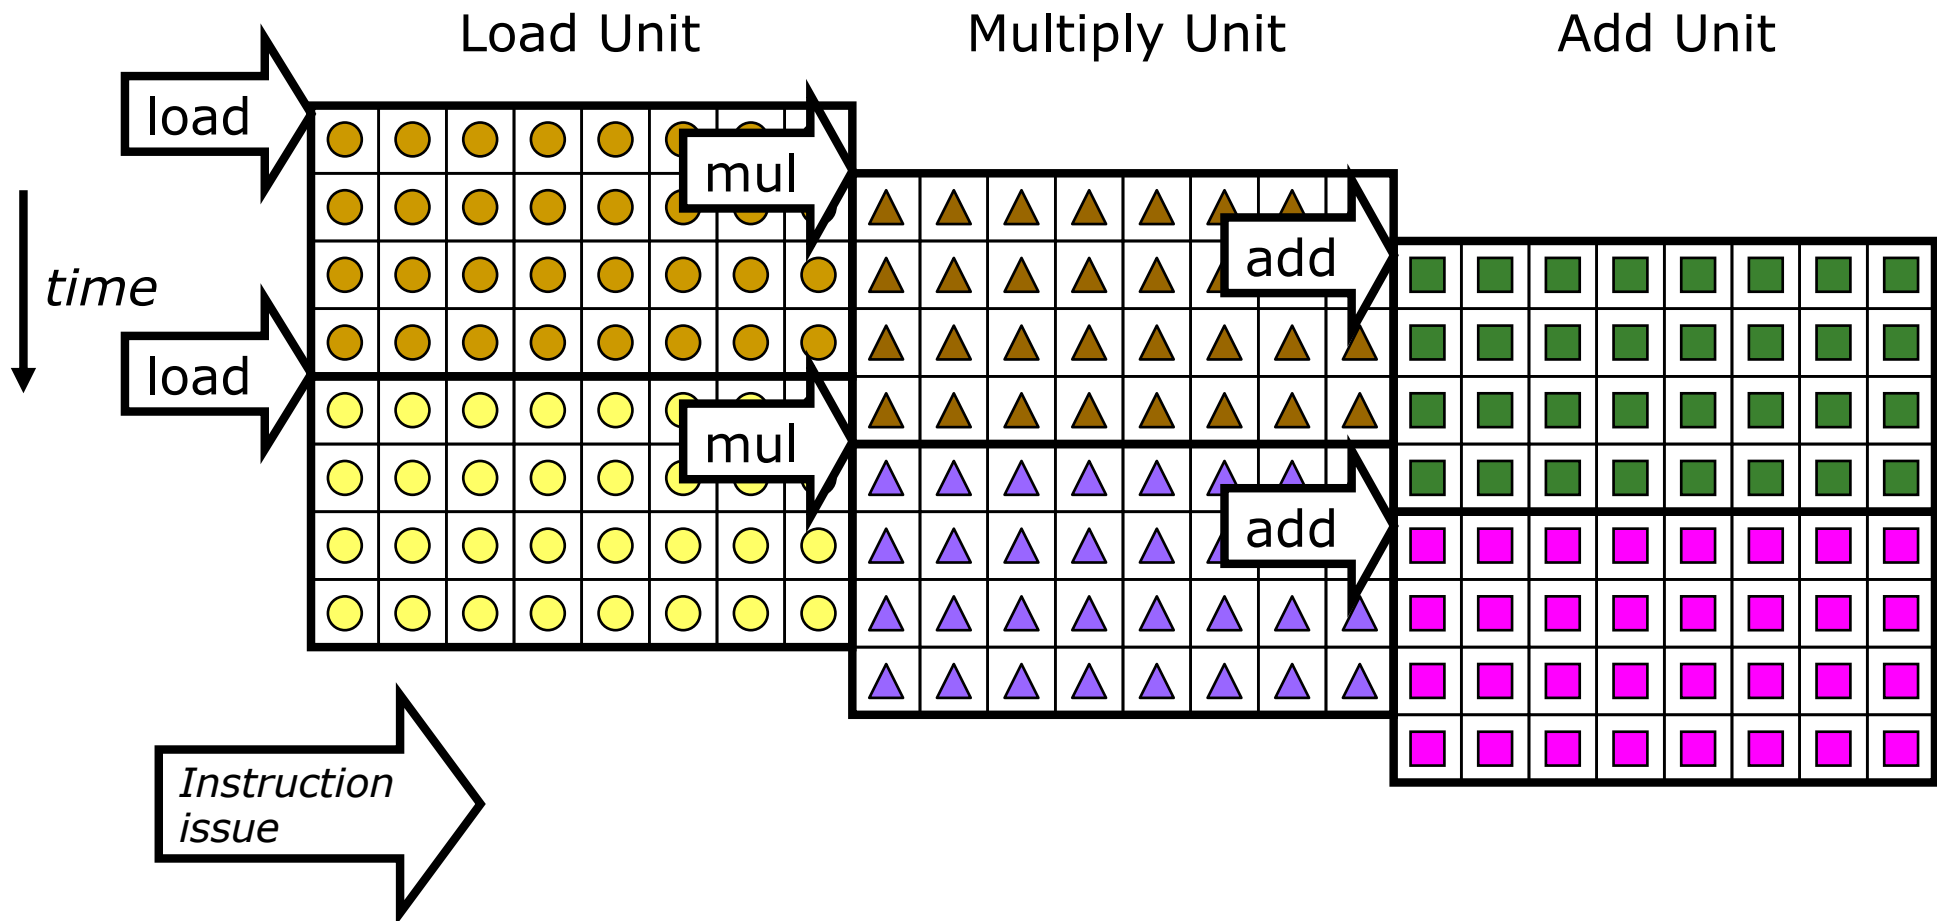 Load Unit
Multiply Unit
Add Unit
load
mul
add
time
load
mul
add
Instruction
issue